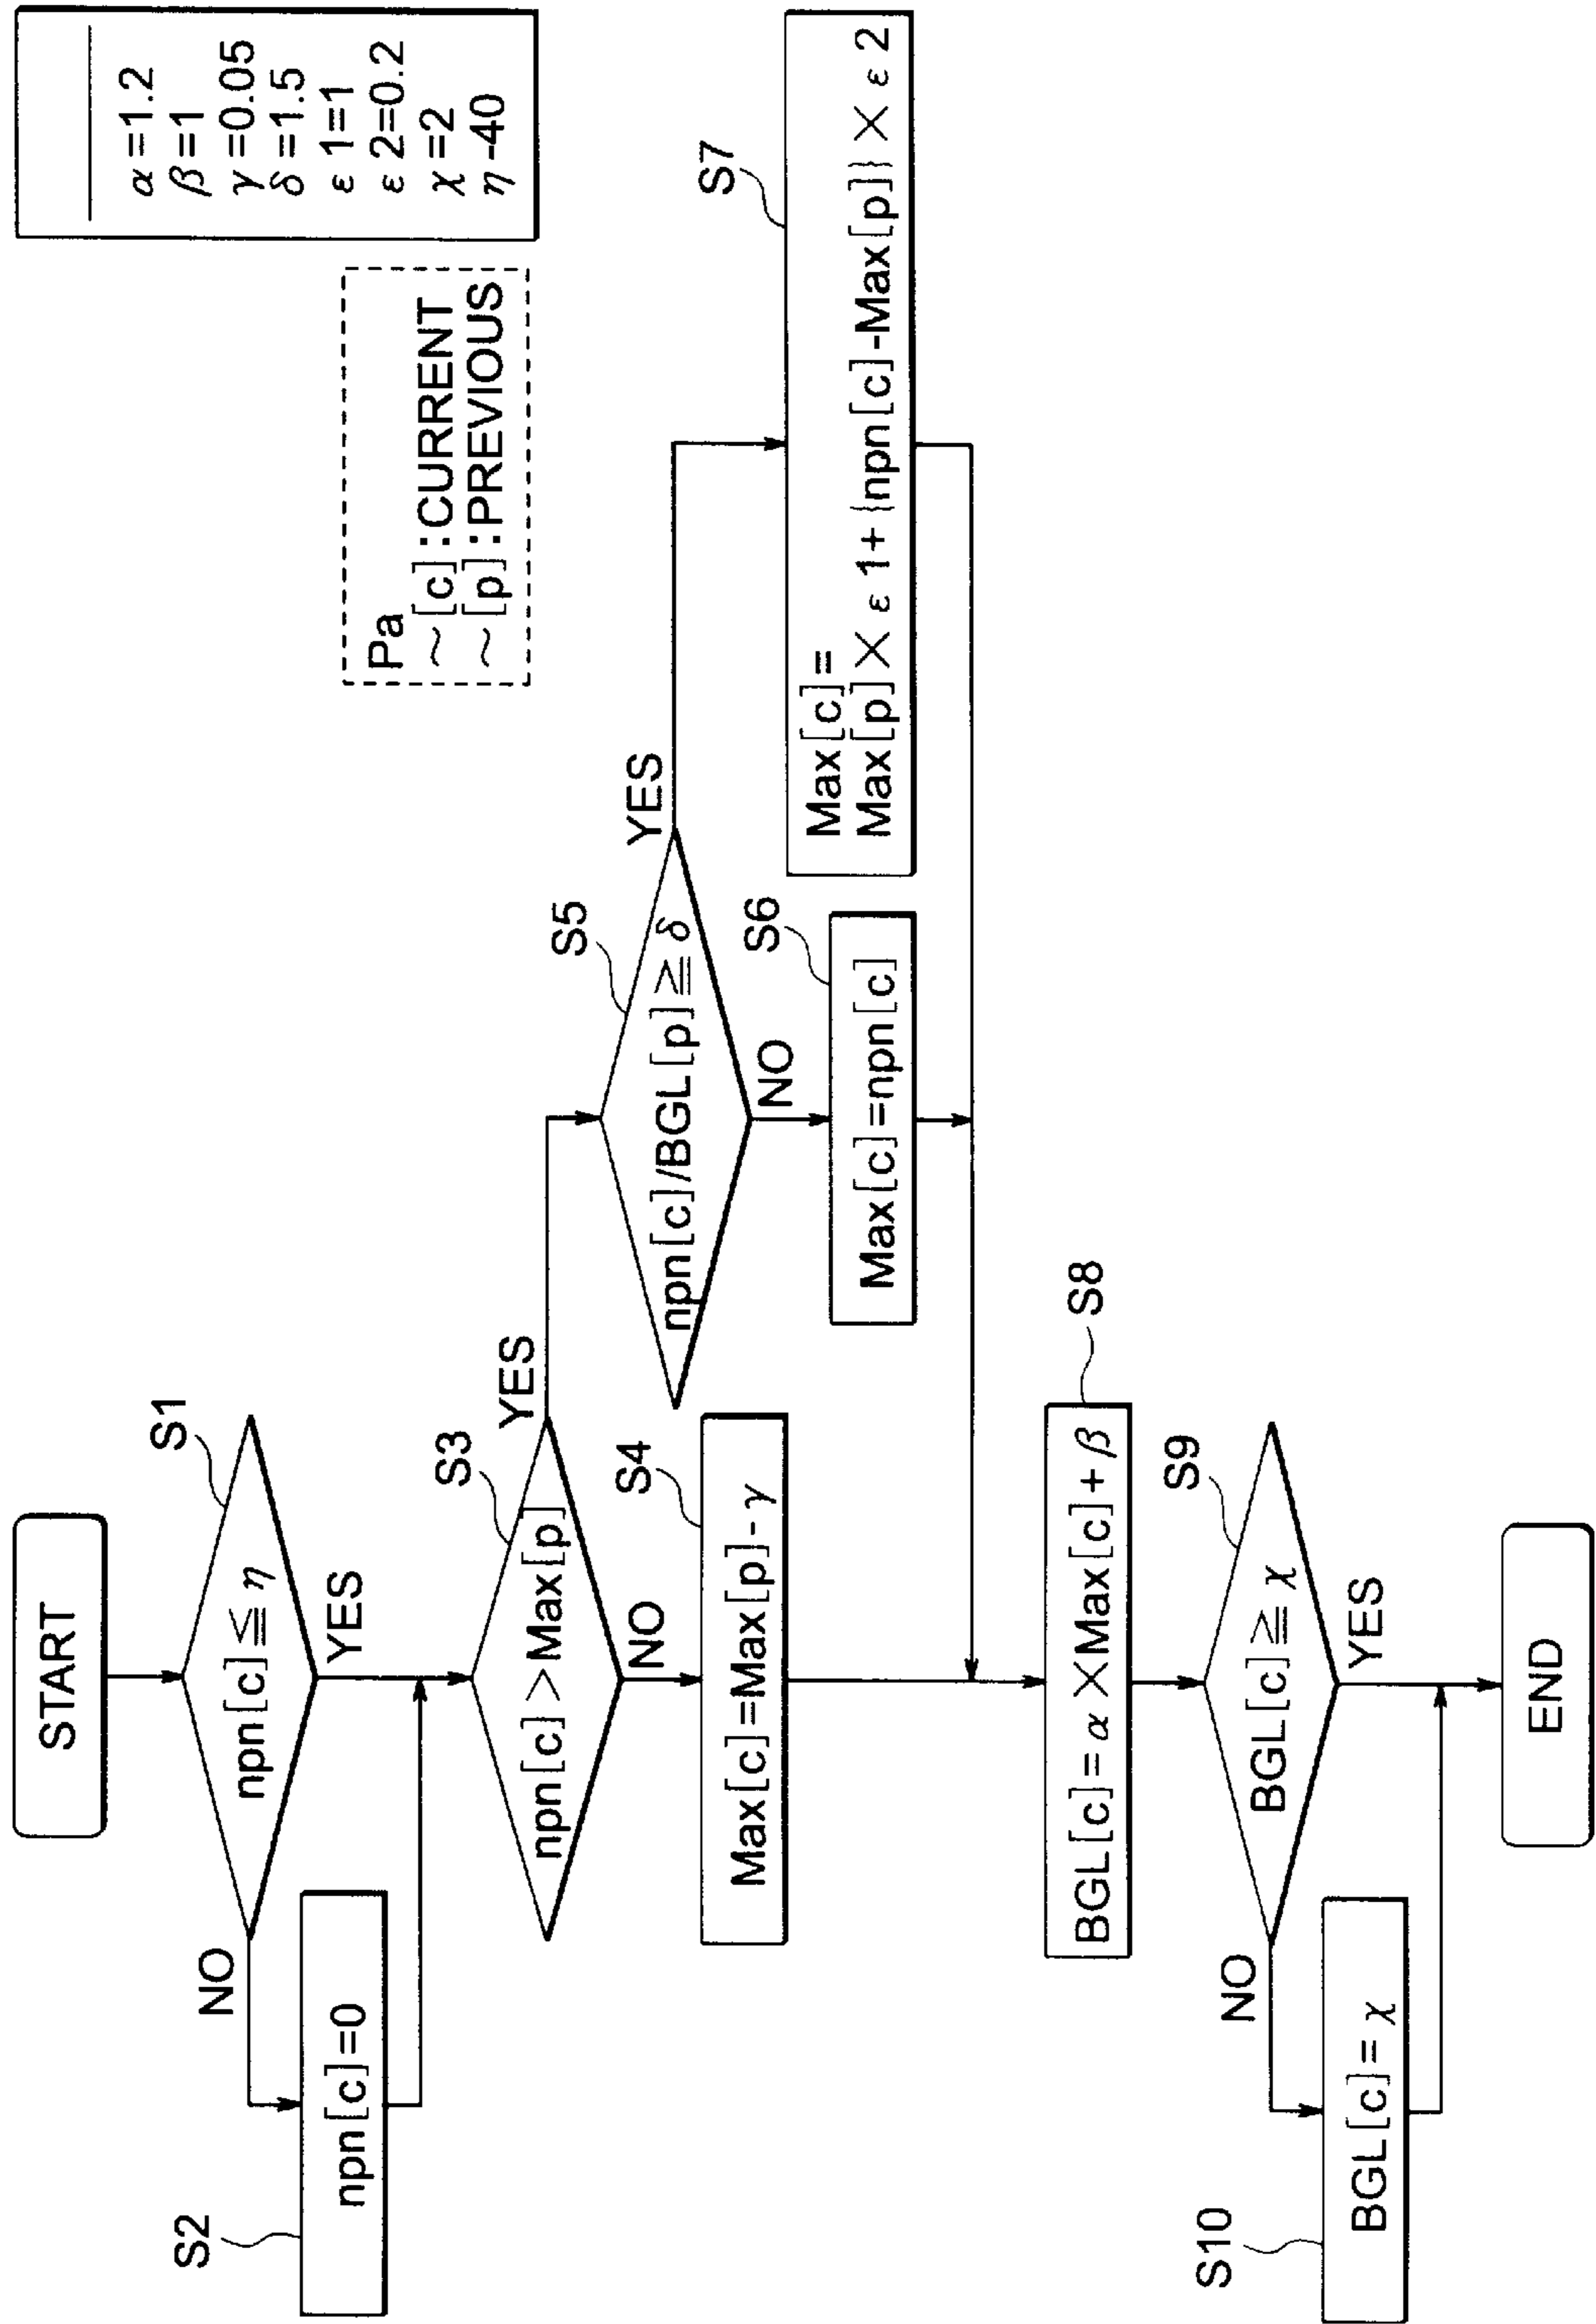 START
S1
npn[c]≦η
NO
YES
S2
npn[c]=0
S3
npn[c]>Max[p]
YES
NO
S4
Max[c]=Max[p]-γ
S5
npn[c]/BGL[p]≧δ
YES
NO
S6
Max[c]=npn[c]
S7
Max[c]=
Max[p]×ε1+{npn[c]-Max[p]}×ε2
S8
BGL[c]=α×Max[c]+β
S9
BGL[c]≧χ
NO
YES
S10
BGL[c]=χ
END
Pa
~[c]:CURRENT
~[p]:PREVIOUS
α=1.2
β=1
γ=0.05
δ=1.5
ε1=1
ε2=0.2
χ=2
η-40